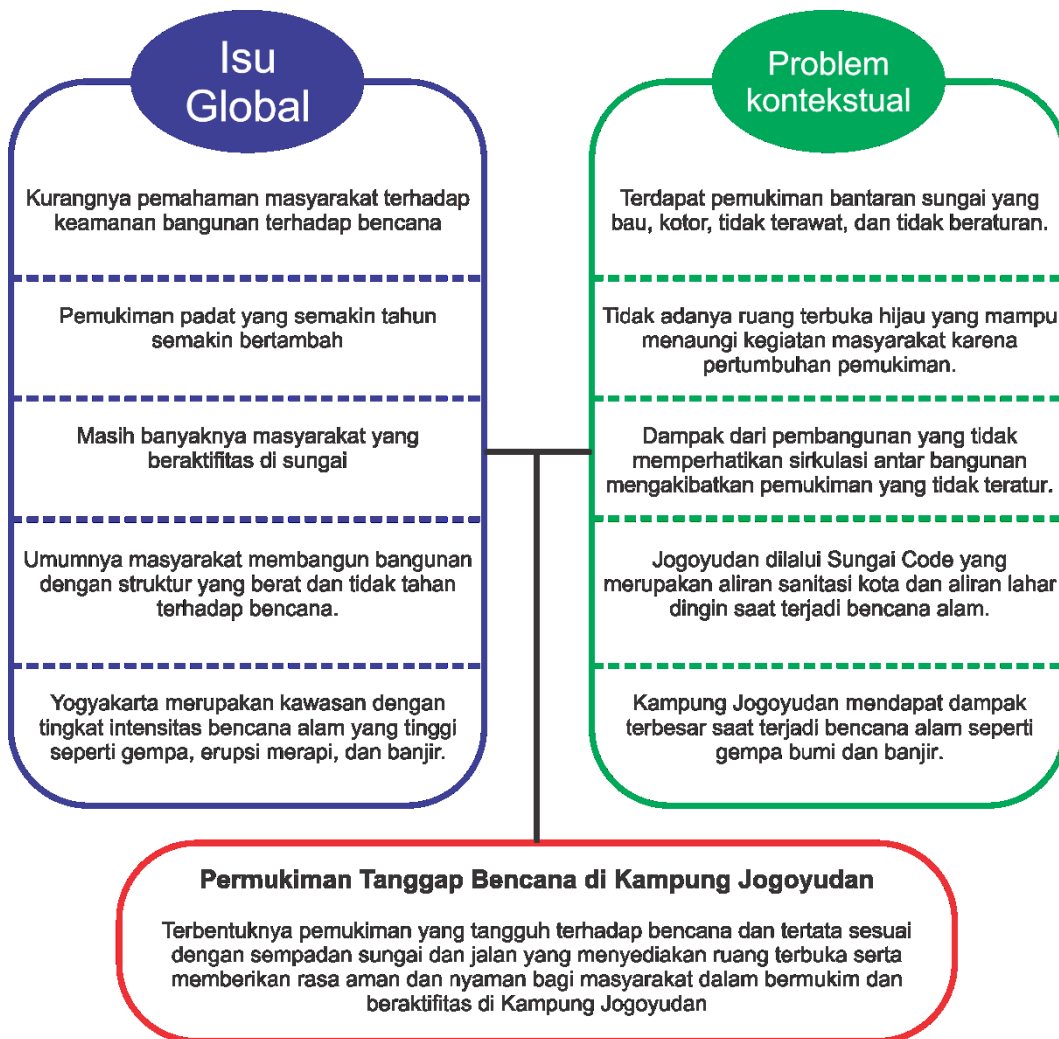 Isu
Global
Kurangnya pemahaman masyarakat terhadap
keamanan bangunan terhadap bencana
Pemukiman padat yang semakin tahun
semakin bertambah
Masih banyaknya masyarakat yang
beraktifitas di sungai
Umumnya masyarakat membangun bangunan
dengan struktur yang berat dan tidak tahan
terhadap bencana.
Yogyakarta merupakan kawasan dengan
tingkat intensitas bencana alam yang tinggi
seperti gempa, erupsi merapi, dan banjir.
Problem
kontekstual
Terdapat pemukiman bantaran sungai yang
bau, kotor, tidak terawat, dan tidak beraturan.
Tidak adanya ruang terbuka hijau yang mampu
menaungi kegiatan masyarakat karena
pertumbuhan pemukiman.
Dampak dari pembangunan yang tidak
memperhatikan sirkulasi antar bangunan
mengakibatkan pemukiman yang tidak teratur.
Jogoyudan dilalui Sungai Code yang
merupakan aliran sanitasi kota dan aliran lahar
dingin saat terjadi bencana alam.
Kampung Jogoyudan mendapat dampak
terbesar saat terjadi bencana alam seperti
gempa bumi dan banjir.
Permukiman Tanggap Bencana di Kampung Jogoyudan
Terbentuknya pemukiman yang tangguh terhadap bencana dan tertata sesuai
dengan sempadan sungai dan jalan yang menyediakan ruang terbuka serta
memberikan rasa aman dan nyaman bagi masyarakat dalam bermukim dan
beraktifitas di Kampung Jogoyudan